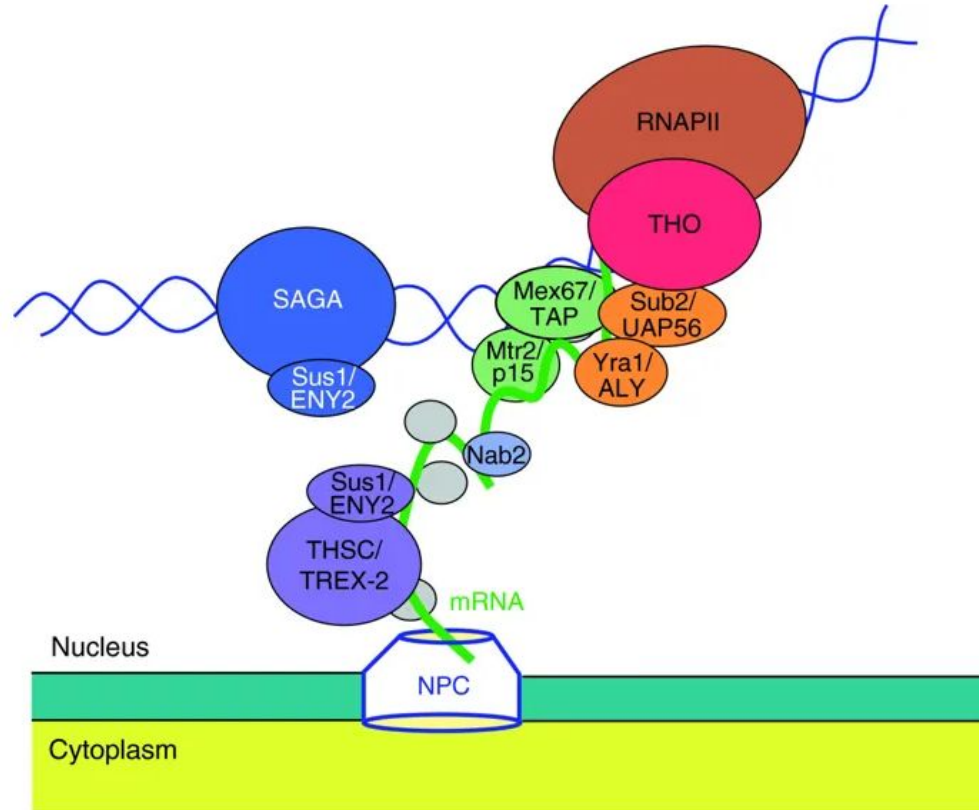 RNAPII
THO
SAGA
Mex67/
TAP
Sub2/
UAP56
Mtr2/
p15
Yra1/
ALY
Sus1/
ENY2
Nab2
Sus1/
ENY2
THSC/
TREX-2
mRNA
Nucleus
NPC
Cytoplasm